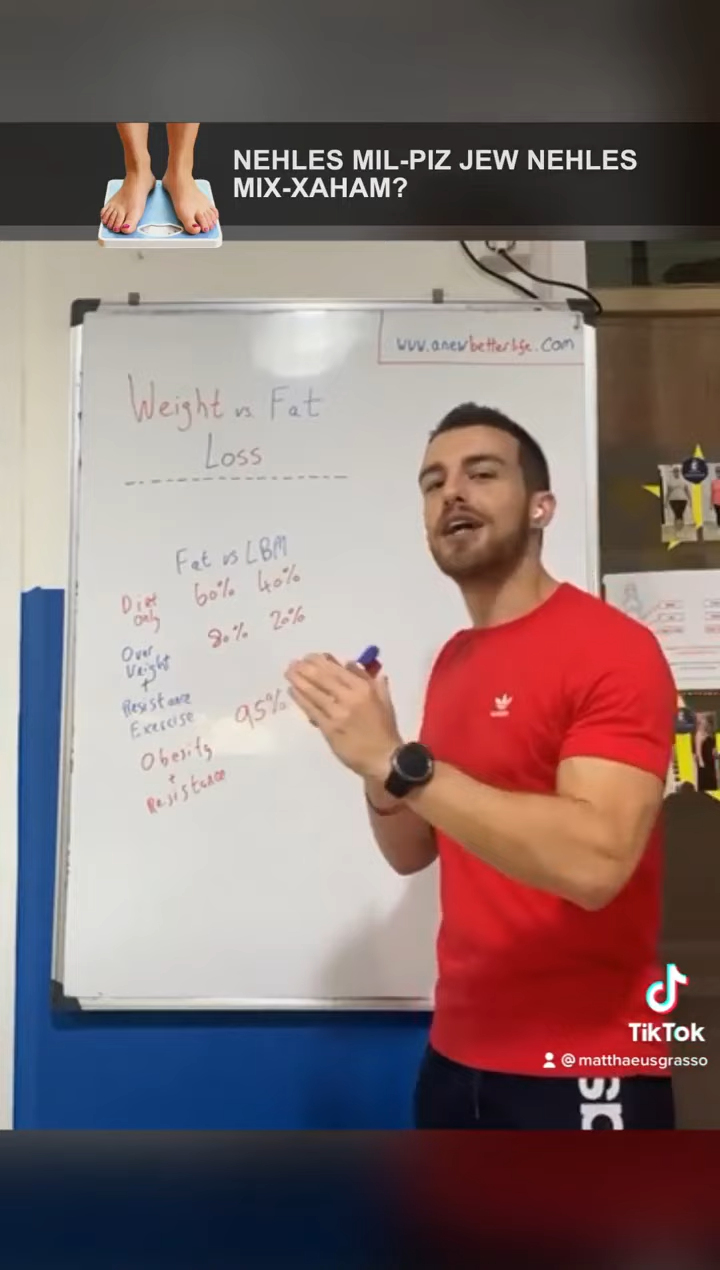 NEHLES MIL-PIZ JEW NEHLES
MIX-XAHAM?
www.anewbetterlife.com
Weight vs. Fat
Loss
Fat vs LBM
Diet only 60% 40%
Over Weight + Resistance Exercise 80% 20%
Obesity + Resistance 95%
as
TikTok
@matthaeusgrasso